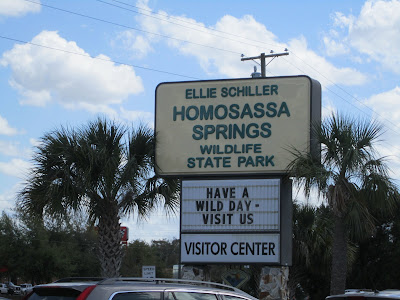 ELLIE SCHILLER
HOMOSASSA
SPRINGS
WILDLIFE
STATE PARK
HAVE A
WILD DAY-
VISIT US
VISITOR CENTER